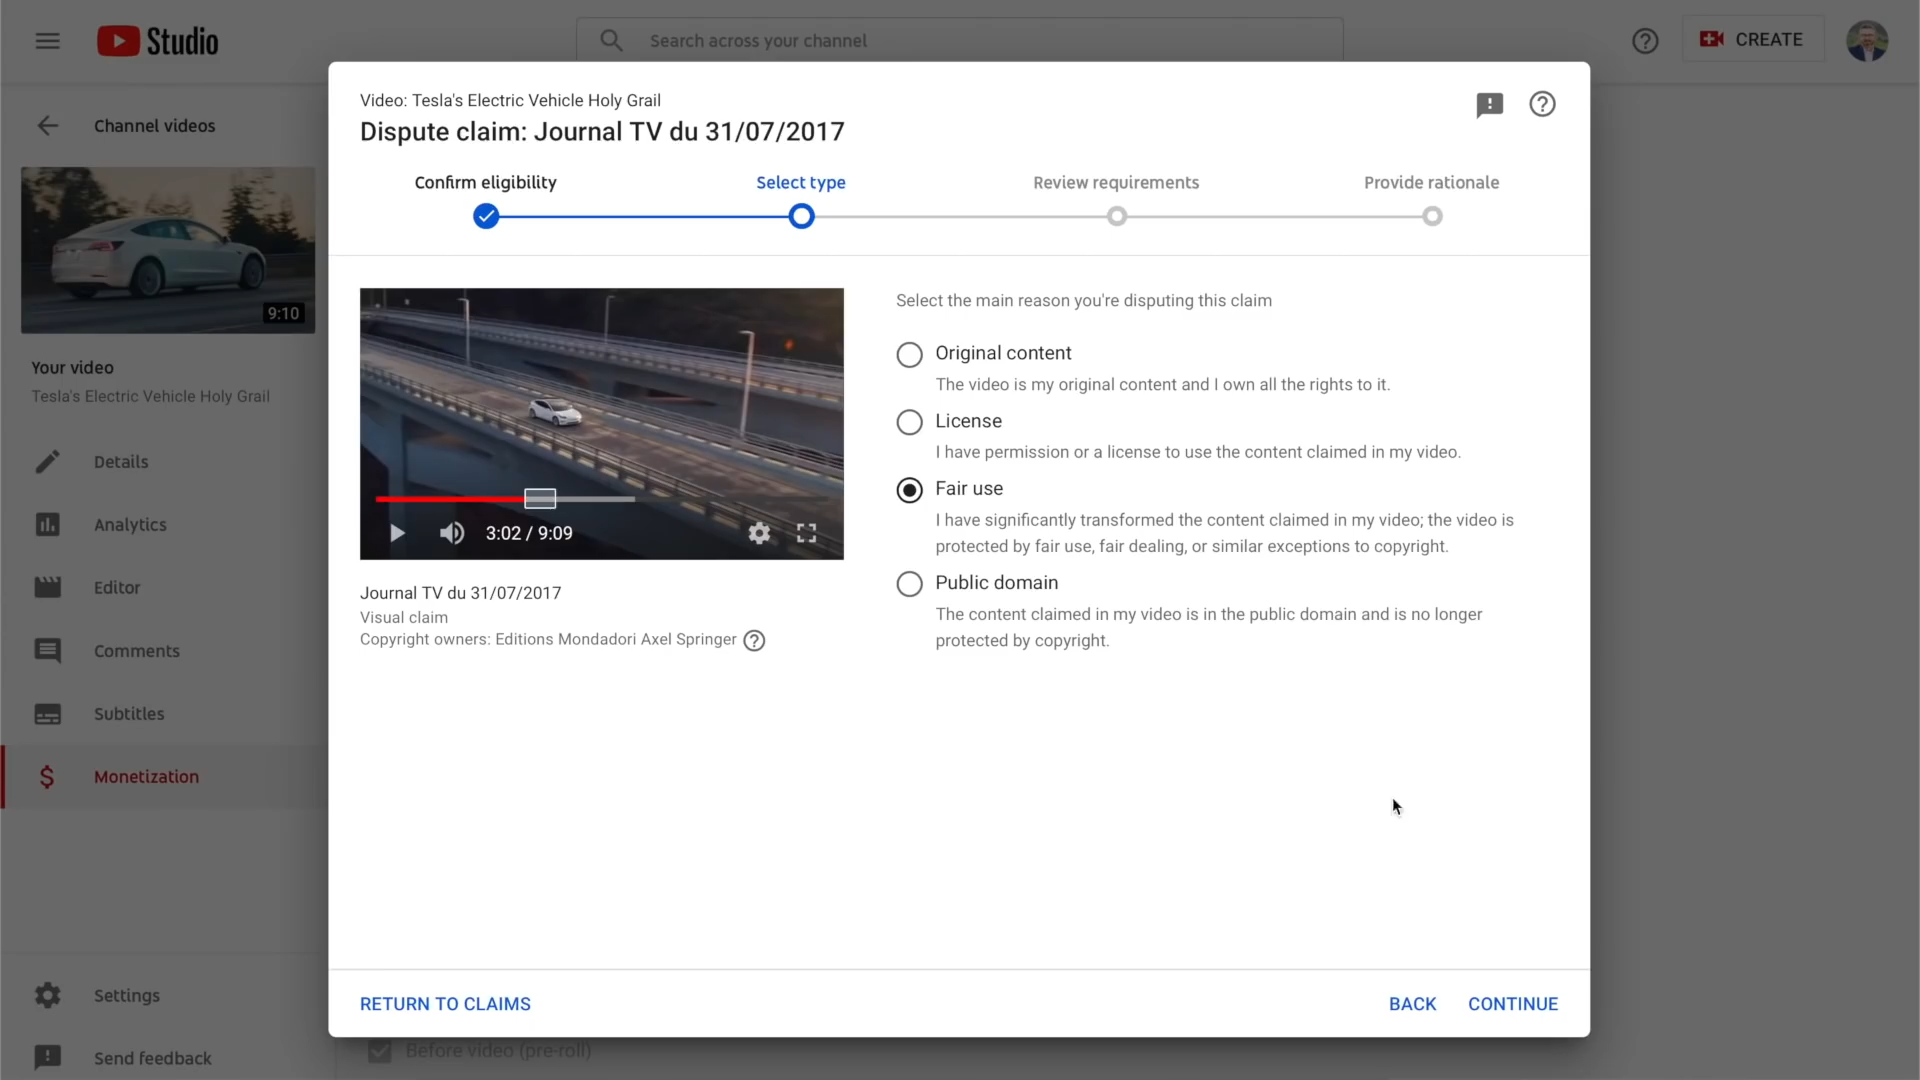 Studio
Search across your channel
CREATE
Channel videos
9:10
Your video
Tesla's Electric Vehicle Holy Grail
Details
Analytics
Editor
Comments
Subtitles
Monetization
Settings
Send feedback
Video: Tesla's Electric Vehicle Holy Grail
Dispute claim: Journal TV du 31/07/2017
Confirm eligibility
Select type
Review requirements
Provide rationale
3:02 / 9:09
Journal TV du 31/07/2017
Visual claim
Copyright owners: Editions Mondadori Axel Springer
Select the main reason you're disputing this claim
Original content
The video is my original content and I own all the rights to it.
License
I have permission or a license to use the content claimed in my video.
Fair use
I have significantly transformed the content claimed in my video; the video is
protected by fair use, fair dealing, or similar exceptions to copyright.
Public domain
The content claimed in my video is in the public domain and is no longer
protected by copyright.
RETURN TO CLAIMS
BACK
CONTINUE
Before video (pre-roll)